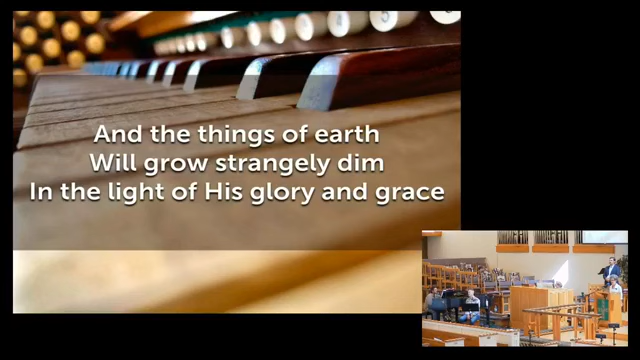 And the things of earth
Will grow strangely dim
In the light of His glory and grace